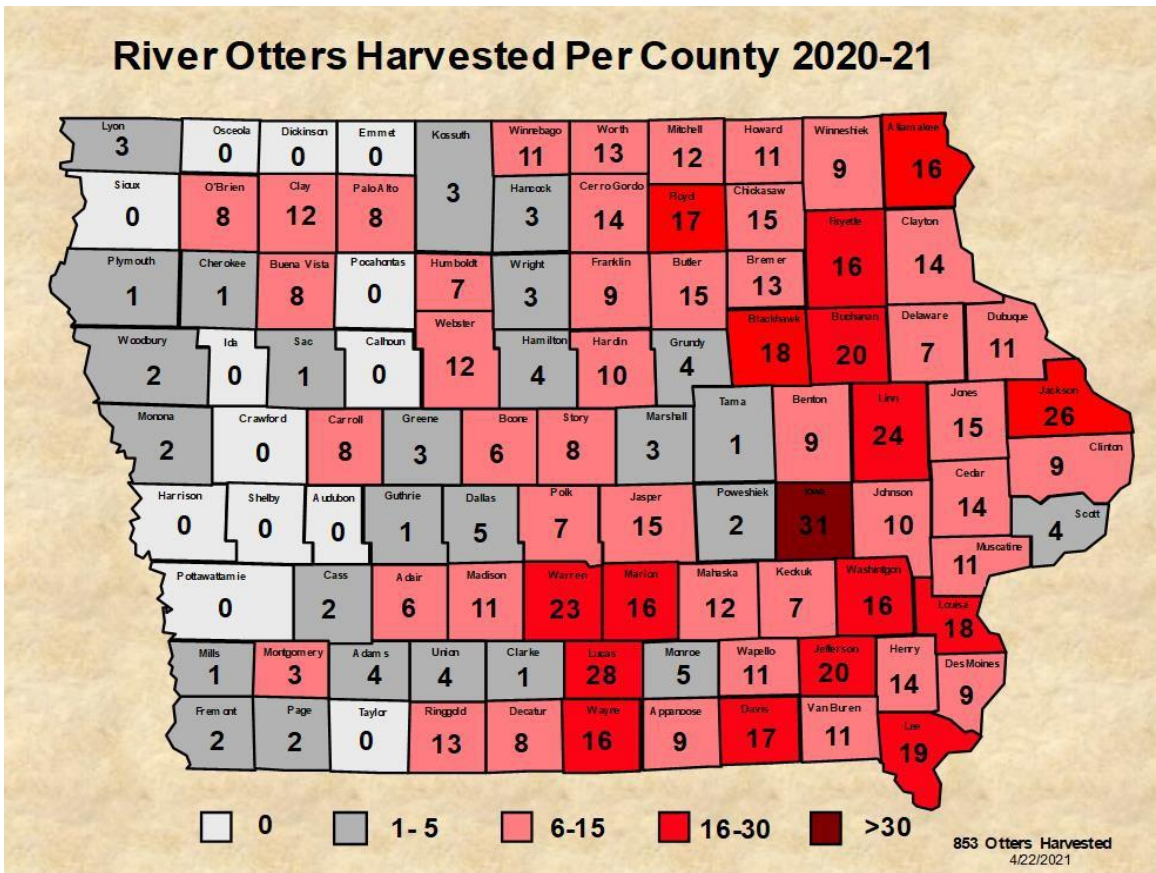 River Otters Harvested Per County 2020-21
Lyon
3
Osceola
0
Dickinson
0
Emmet
0
Kossuth
3
Winnebago
11
Worth
13
Mitchell
12
Howard
11
Winneshiek
9
Allamakee
16
Sioux
0
O'Brien
8
Clay
12
Palo Alto
8
Hancock
3
Cerro Gordo
14
Floyd
17
Chickasaw
15
Fayette
16
Clayton
14
Plymouth
1
Cherokee
1
Buena Vista
8
Pocahontas
0
Humboldt
7
Wright
3
Franklin
9
Butler
15
Bremer
13
Woodbury
2
Ida
0
Sac
1
Calhoun
0
Webster
12
Hamilton
4
Hardin
10
Grundy
4
Blackhawk
18
Buchanan
20
Delaware
7
Dubuque
11
Monona
2
Crawford
0
Carroll
8
Greene
3
Boone
6
Story
8
Marshall
3
Tama
1
Benton
9
Linn
24
Jones
15
Jackson
26
Clinton
9
Harrison
0
Shelby
0
Audubon
0
Guthrie
1
Dallas
5
Polk
7
Jasper
15
Poweshiek
2
Iowa
31
Johnson
10
Cedar
14
Scott
4
Muscatine
11
Pottawattamie
0
Cass
2
Adair
6
Madison
11
Warren
23
Marion
16
Mahaska
12
Keokuk
7
Washintgon
16
Louisa
18
Mills
1
Montgomery
3
Adams
4
Union
4
Clarke
1
Lucas
28
Monroe
5
Wapello
11
Jefferson
20
Henry
14
Des Moines
9
Fremont
2
Page
2
Taylor
0
Ringgold
13
Decatur
8
Wayne
16
Appanoose
9
Davis
17
Van Buren
11
Lee
19
0
1-5
6-15
16-30
>30
853 Otters Harvested
4/22/2021